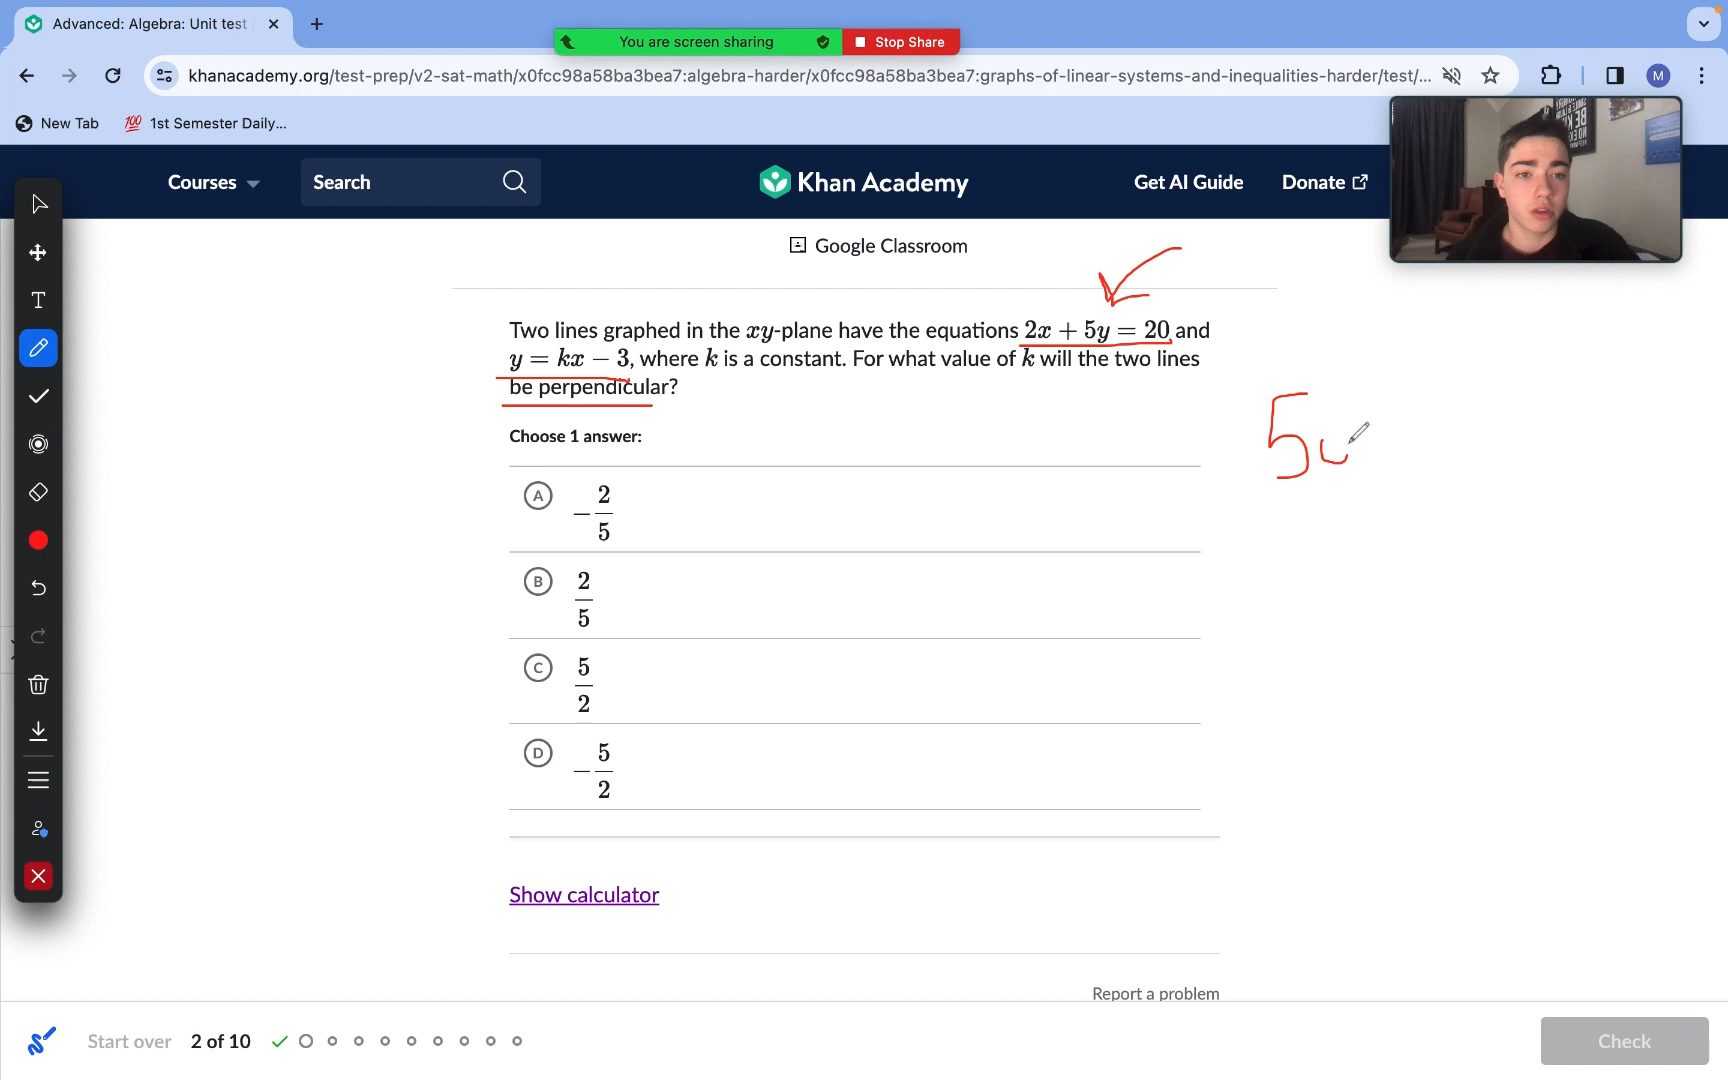 Advanced: Algebra: Unit test
You are screen sharing
Stop Share
khanacademy.org/test-prep/v2-sat-math/x0fcc98a58ba3bea7:algebra-harder/x0fcc98a58ba3bea7:graphs-of-linear-systems-and-inequalities-harder/test/...
M
New Tab
💯 1st Semester Daily...
Courses
Search
Khan Academy
Get AI Guide
Donate
Google Classroom
Two lines graphed in the xy-plane have the equations 2x + 5y = 20 and
y = kx − 3, where k is a constant. For what value of k will the two lines
be perpendicular?
5
Choose 1 answer:
A −2/5
B 2/5
C 5/2
D −5/2
Show calculator
Report a problem
Start over
2 of 10
Check